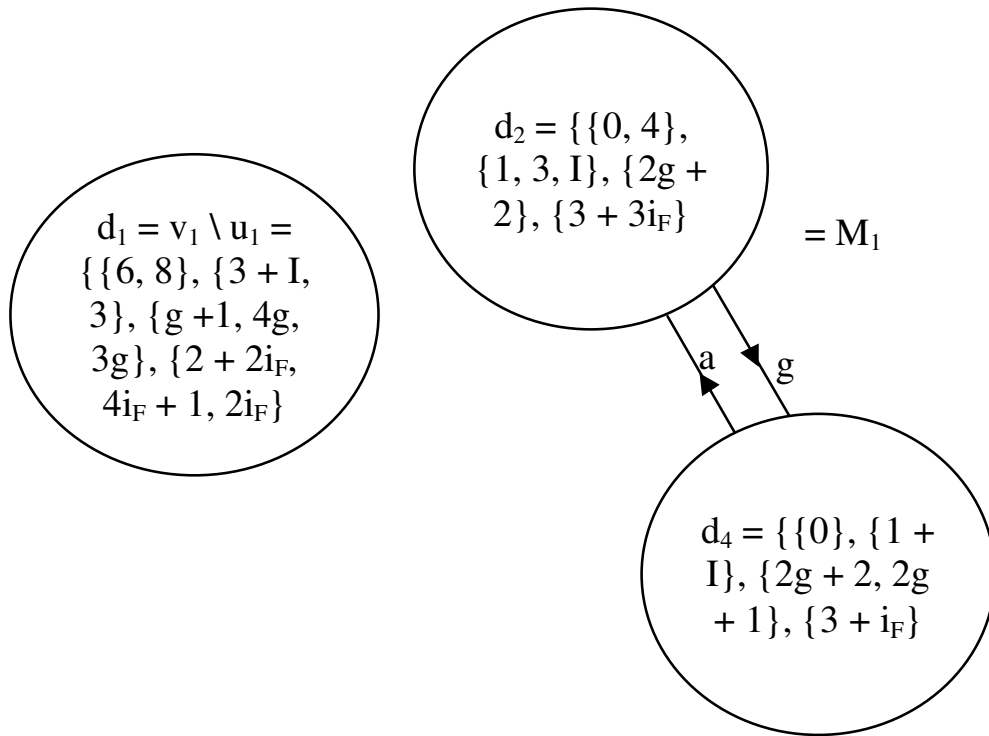 d₁ = v₁ \ u₁ =
{{6, 8}, {3 + I,
3}, {g +1, 4g,
3g}, {2 + 2i_F,
4i_F + 1, 2i_F}
d₂ = {{0, 4},
{1, 3, I}, {2g +
2}, {3 + 3i_F}
= M₁
a
g
d₄ = {{0}, {1 +
I}, {2g + 2, 2g
+ 1}, {3 + i_F}